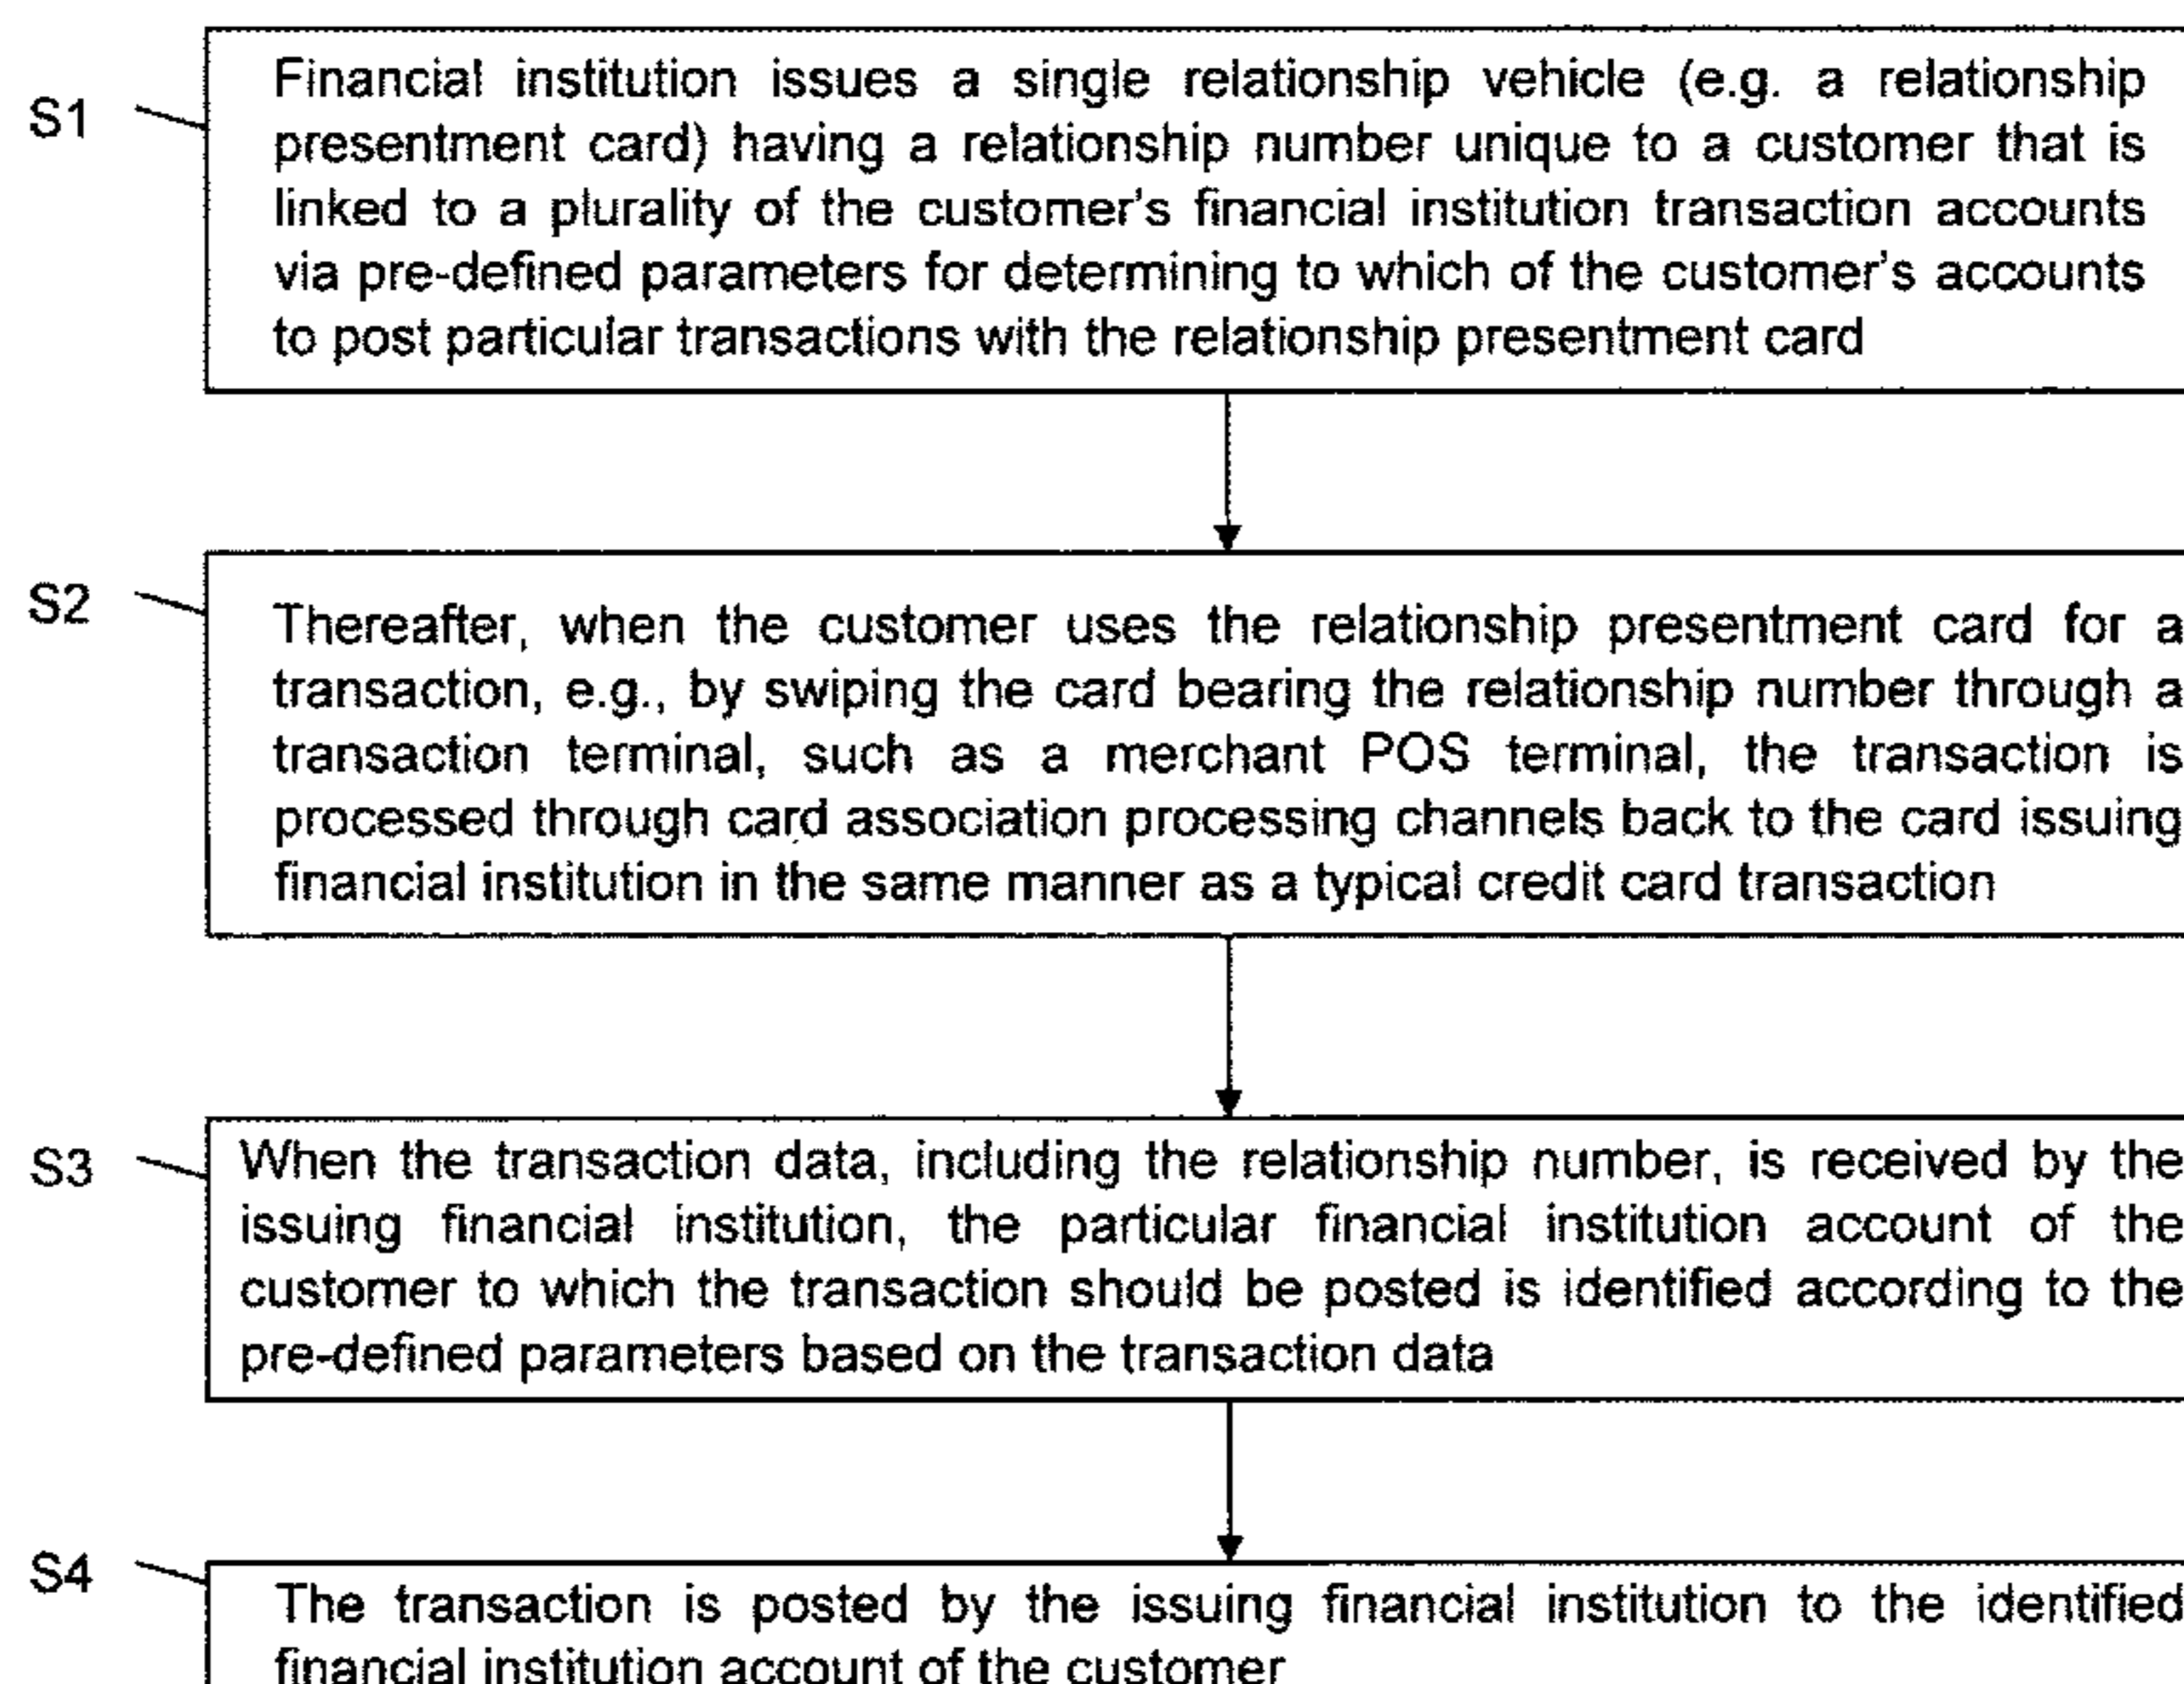 S1
Financial institution issues a single relationship vehicle (e.g. a relationship
presentment card) having a relationship number unique to a customer that is
linked to a plurality of the customer's financial institution transaction accounts
via pre-defined parameters for determining to which of the customer's accounts
to post particular transactions with the relationship presentment card
S2
Thereafter, when the customer uses the relationship presentment card for a
transaction, e.g., by swiping the card bearing the relationship number through a
transaction terminal, such as a merchant POS terminal, the transaction is
processed through card association processing channels back to the card issuing
financial institution in the same manner as a typical credit card transaction
S3
When the transaction data, including the relationship number, is received by the
issuing financial institution, the particular financial institution account of the
customer to which the transaction should be posted is identified according to the
pre-defined parameters based on the transaction data
S4
The transaction is posted by the issuing financial institution to the identified
financial institution account of the customer